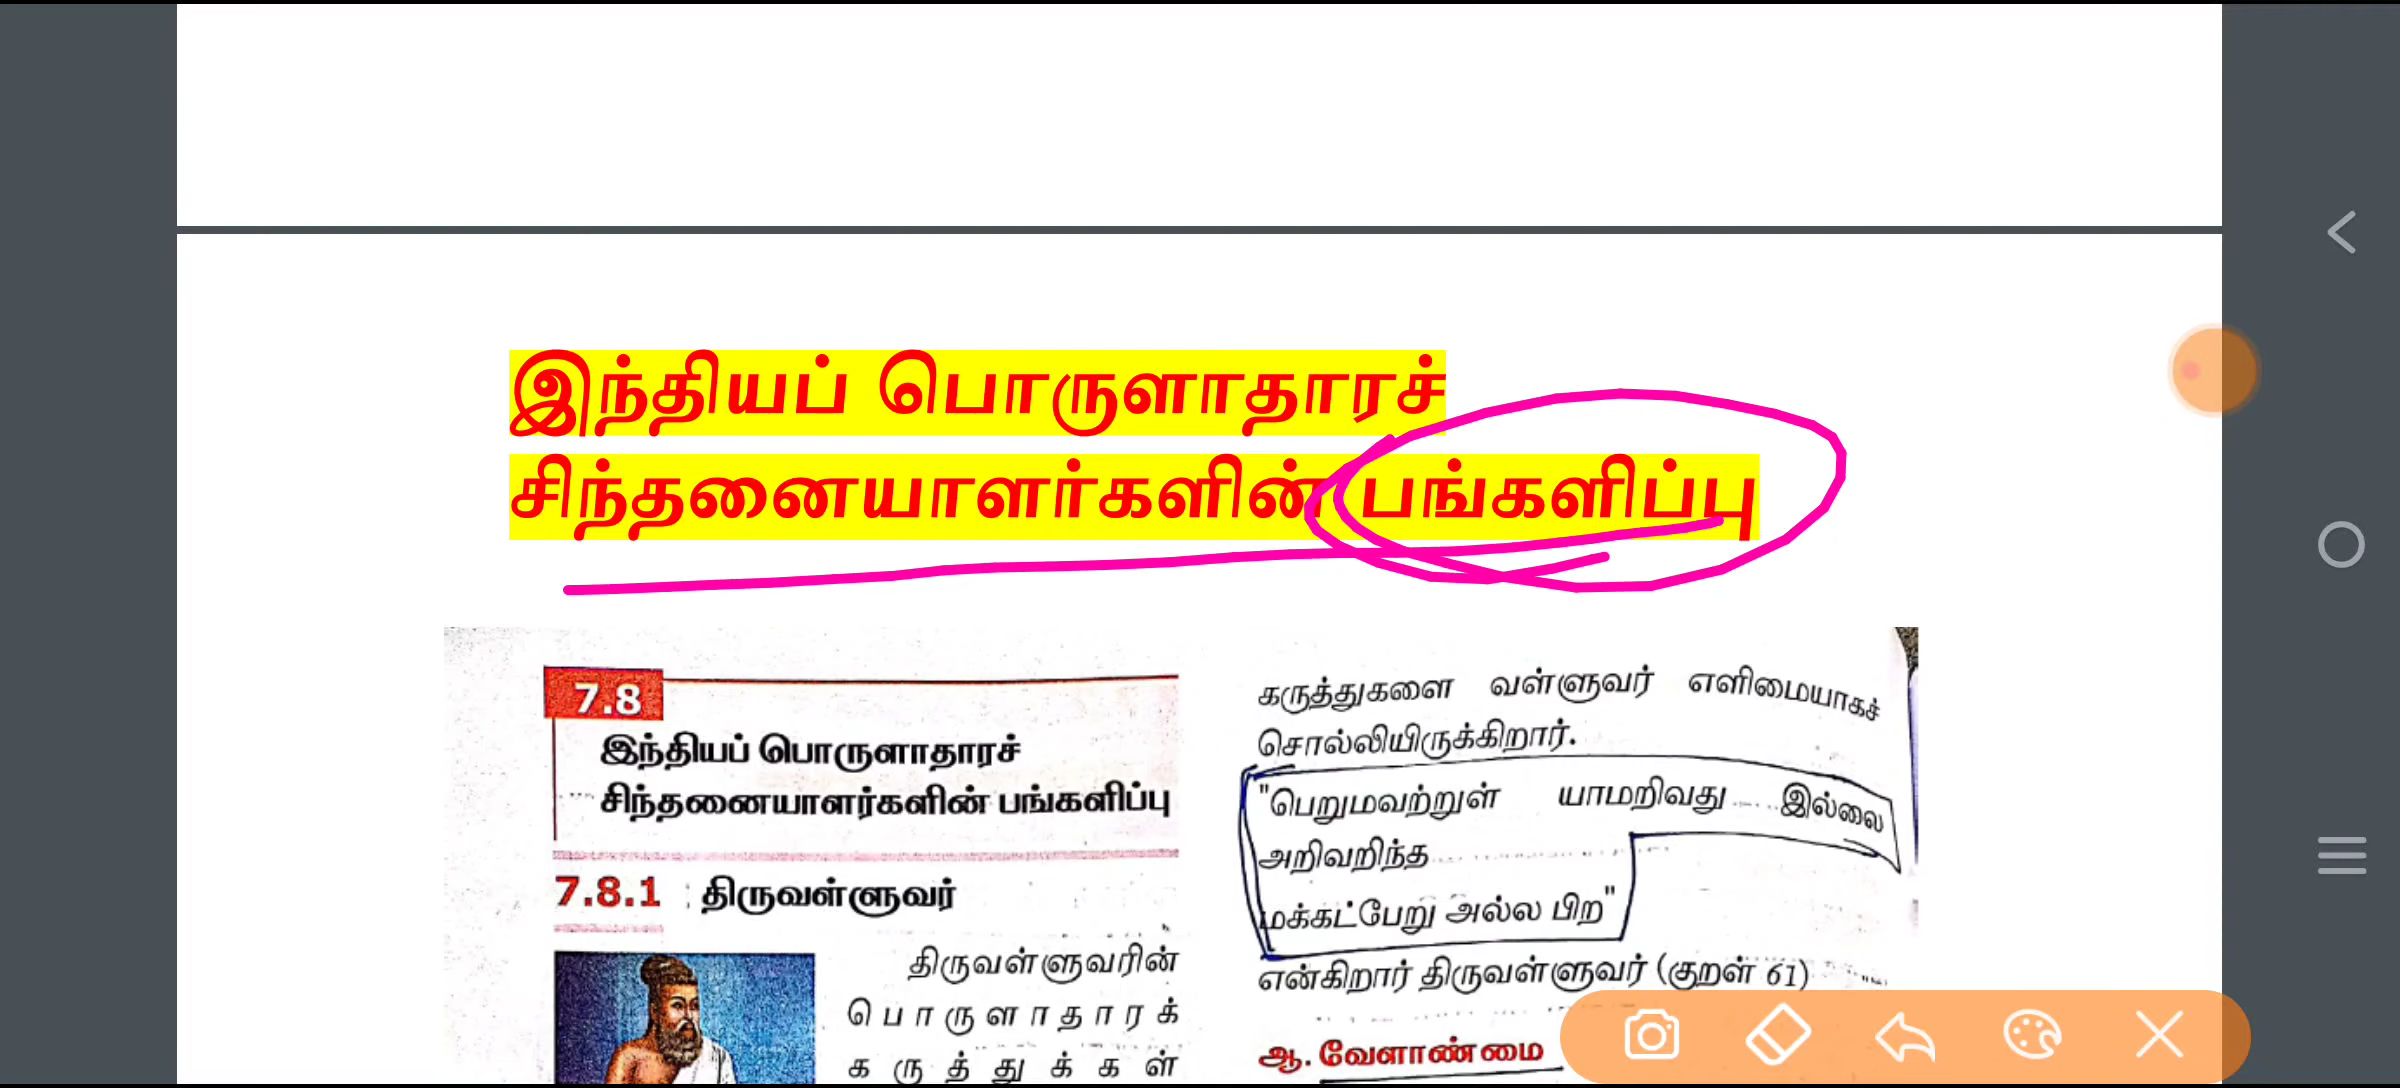 இந்தியப் பொருளாதாரச்
சிந்தனையாளர்களின் பங்களிப்பு
7.8
இந்தியப் பொருளாதாரச்
சிந்தனையாளர்களின் பங்களிப்பு
7.8.1 திருவள்ளுவர்
திருவள்ளுவரின்
பொருளாதாரக்
கருத்துக்கள்
கருத்துகளை வள்ளுவர் எளிமையாகச்
சொல்லியிருக்கிறார்.
"பெறுமவற்றுள் யாமறிவது இல்லை
அறிவறிந்த
மக்கட்பேறு அல்ல பிற"
என்கிறார் திருவள்ளுவர் (குறள் 61)
ஆ. வேளாண்மை